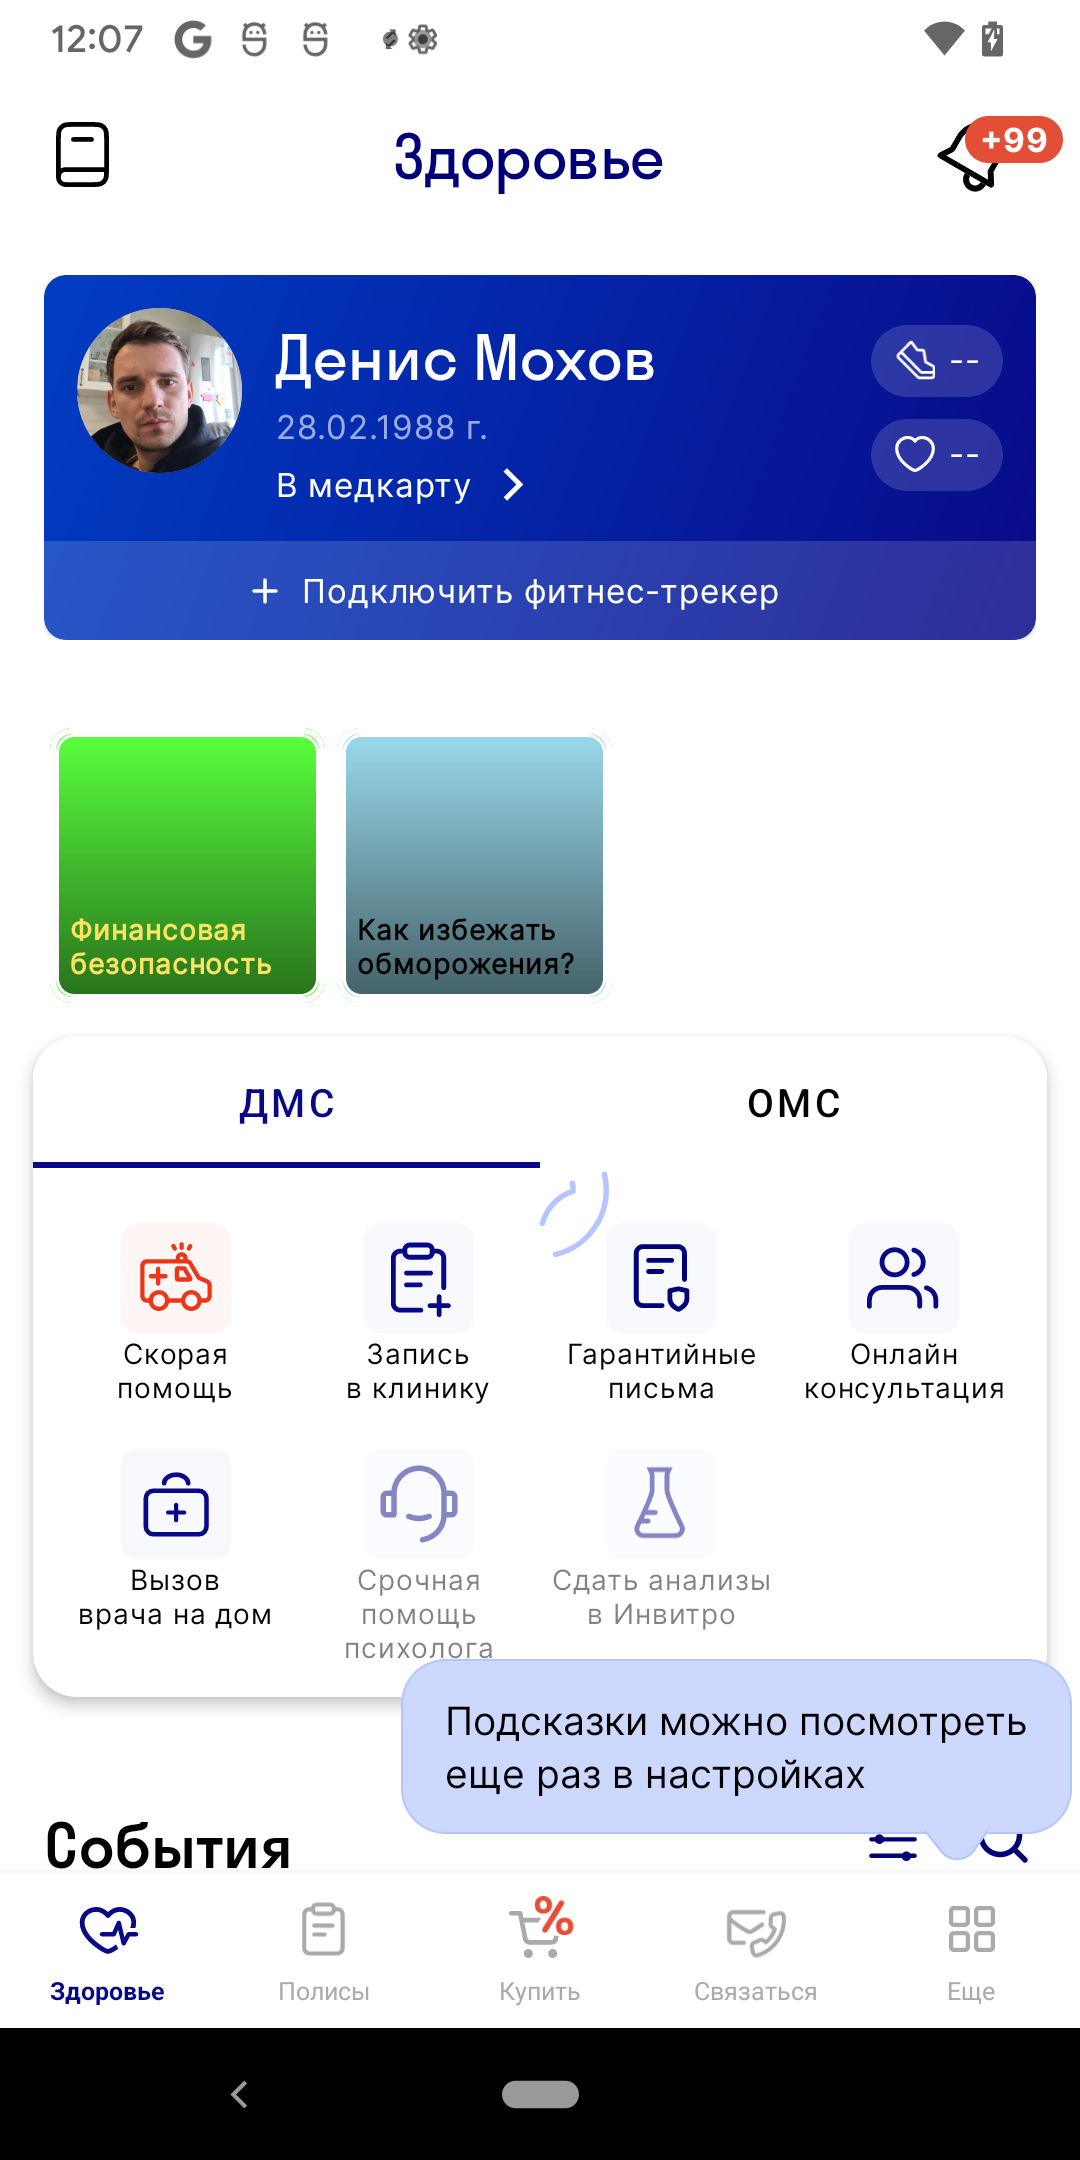 12:07
Здоровье
+99
Денис Мохов
28.02.1988 г.
В медкарту
--
--
+ Подключить фитнес-трекер
Финансовая
безопасность
Как избежать
обморожения?
ДМС
ОМС
Скорая
помощь
Запись
в клинику
Гарантийные
письма
Онлайн
консультация
Вызов
врача на дом
Срочная
помощь
психолога
Сдать анализы
в Инвитро
Подсказки можно посмотреть
еще раз в настройках
События
Здоровье
Полисы
%
Купить
Связаться
Еще